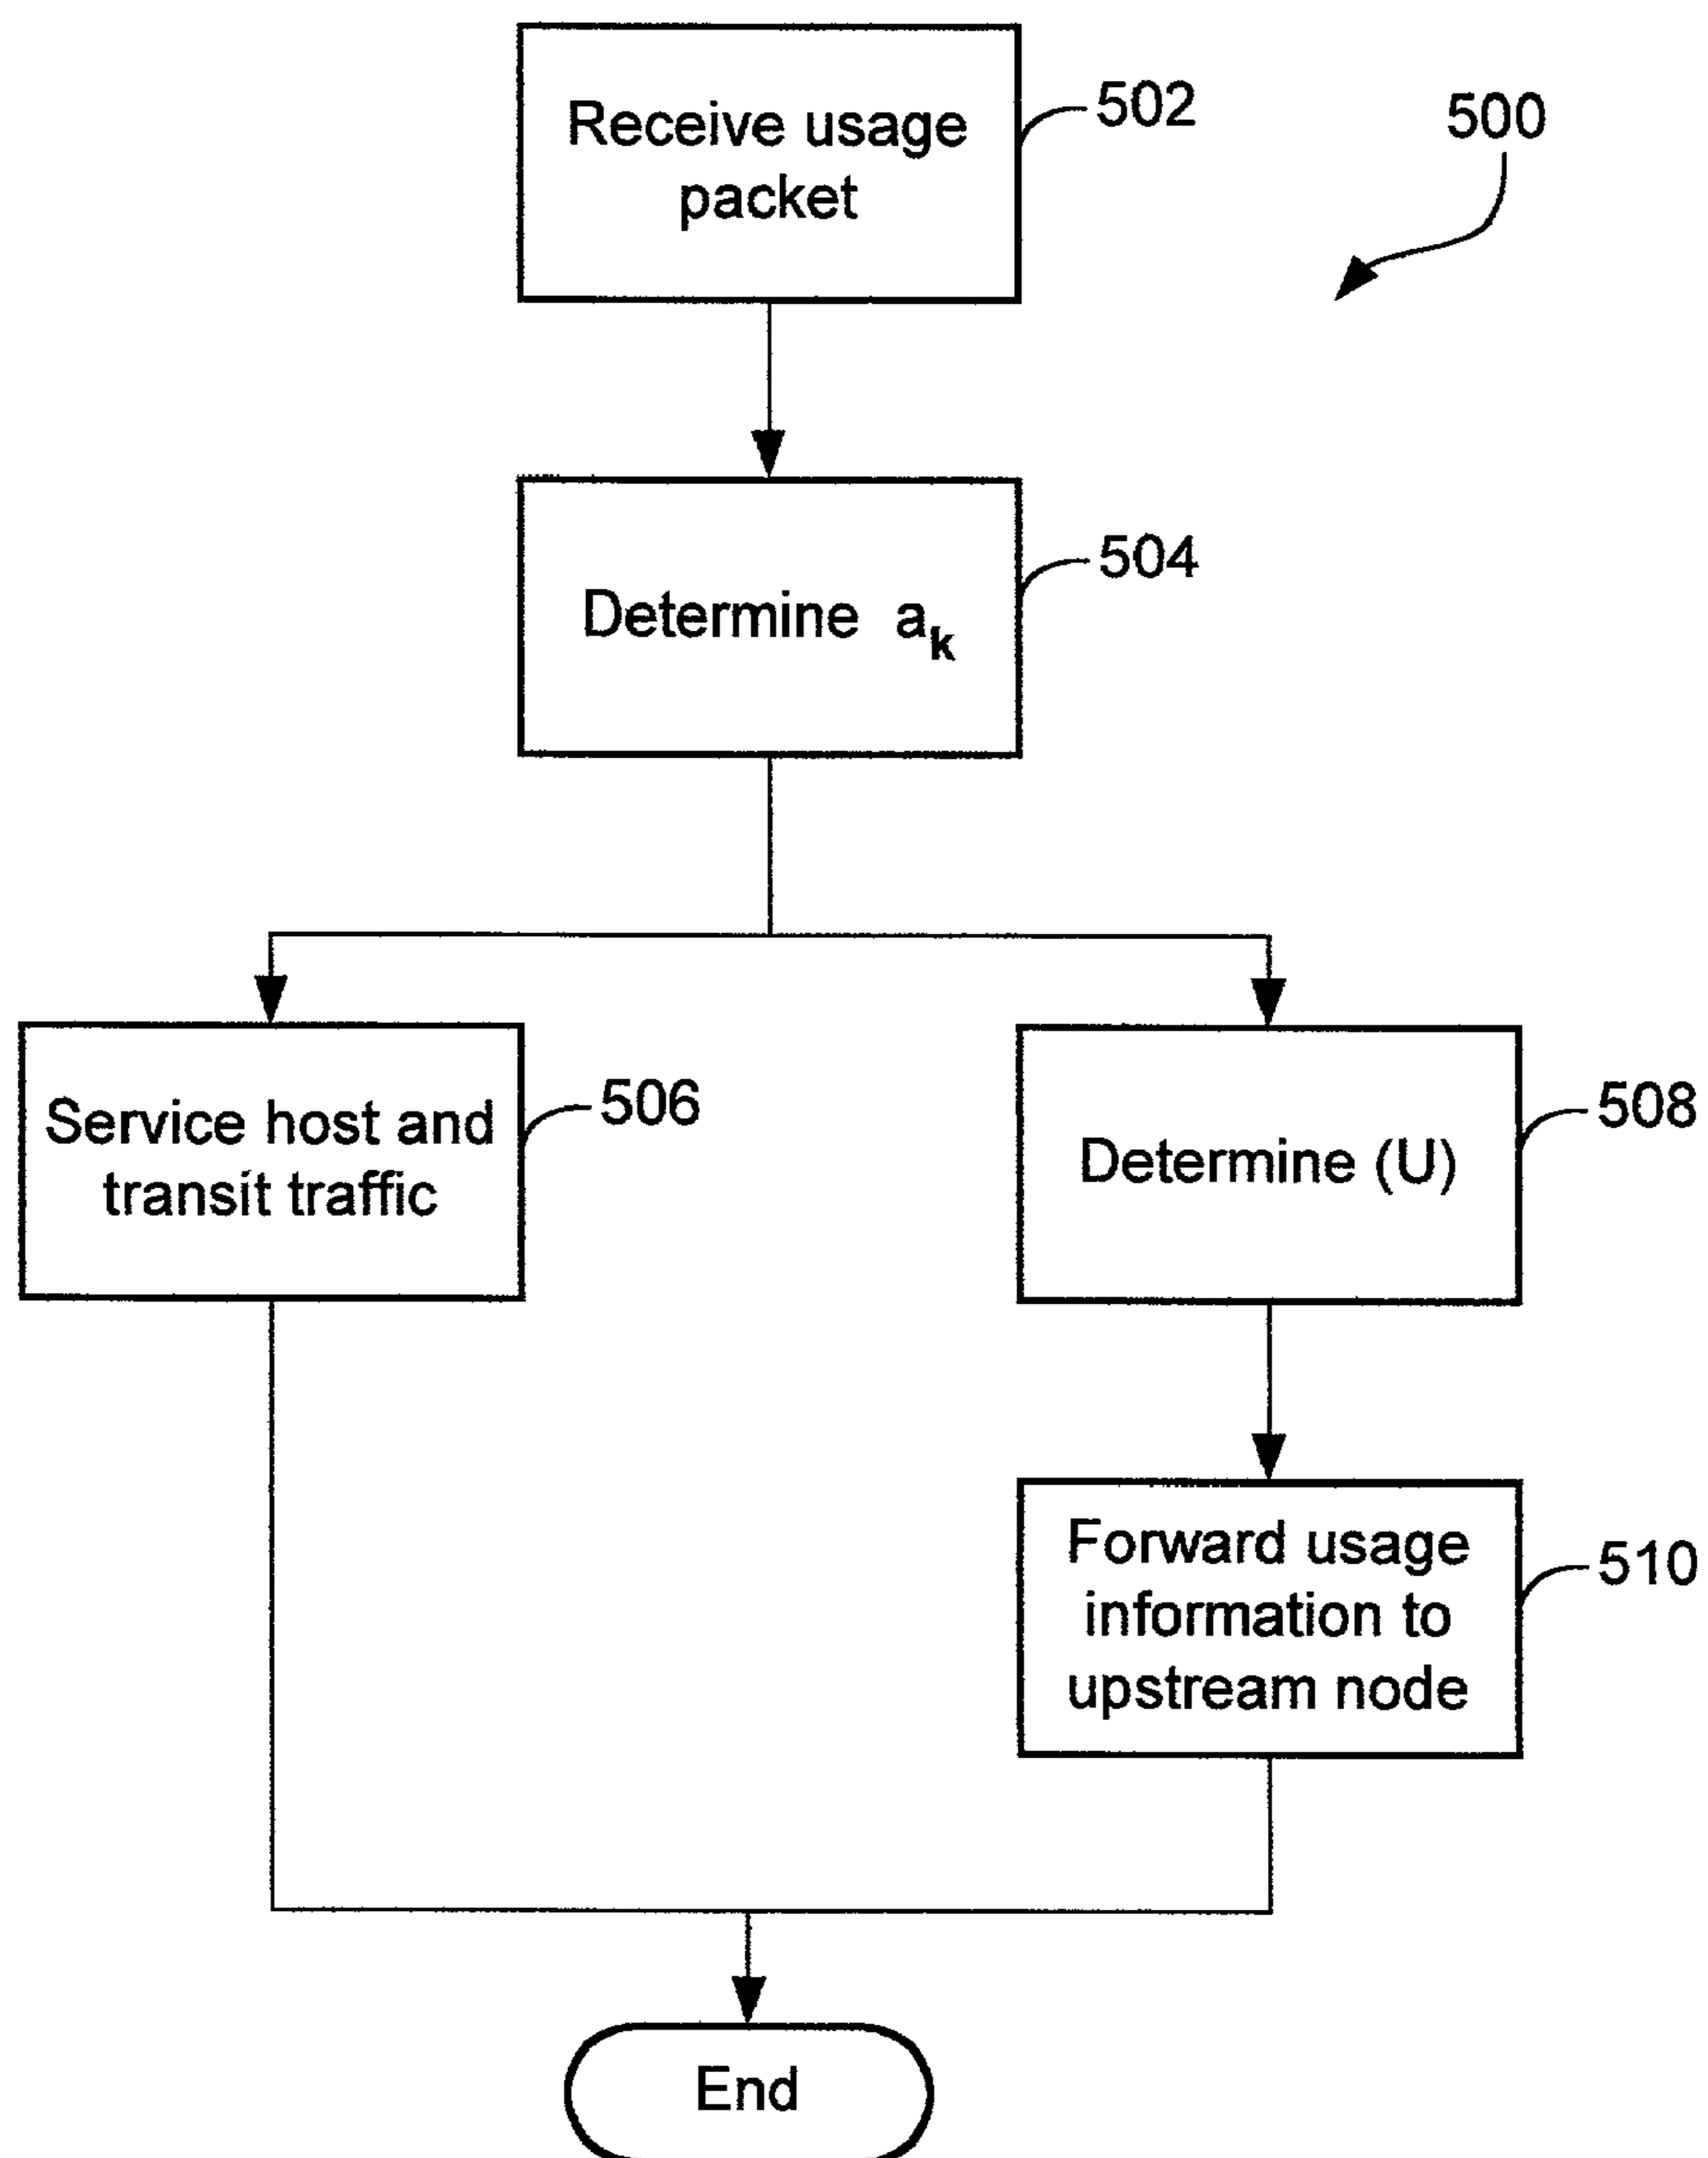 Receive usage
packet
502
500
Determine a_k
504
Service host and
transit traffic
506
Determine (U)
508
Forward usage
information to
upstream node
510
End